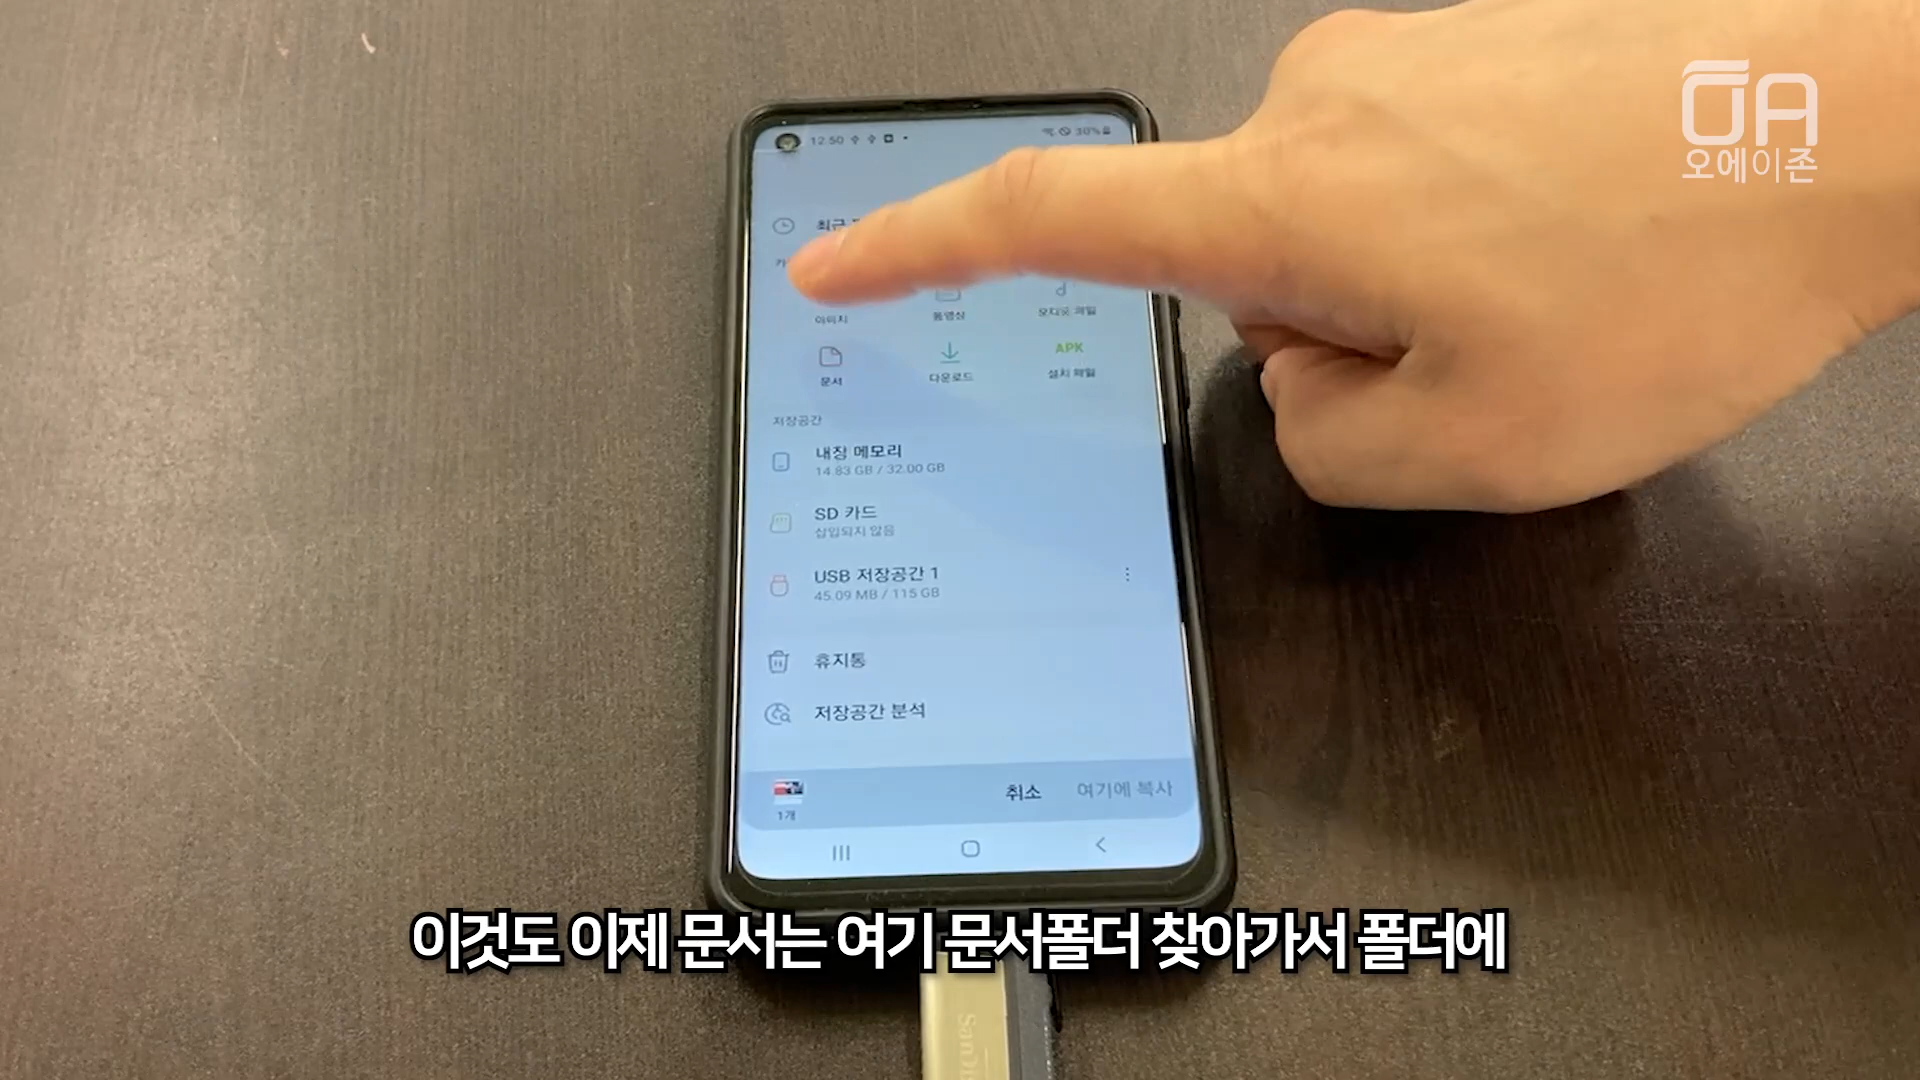 OA
오에이존
12:50
30%
최근
이미지
동영상
오디오 파일
문서
다운로드
APK
설치 파일
저장공간
내장 메모리
14.83 GB / 32.00 GB
SD 카드
삽입되지 않음
USB 저장공간 1
45.09 MB / 115 GB
휴지통
저장공간 분석
1개
취소
여기에 복사
이것도 이제 문서는 여기 문서폴더 찾아가서 폴더에
SanDis